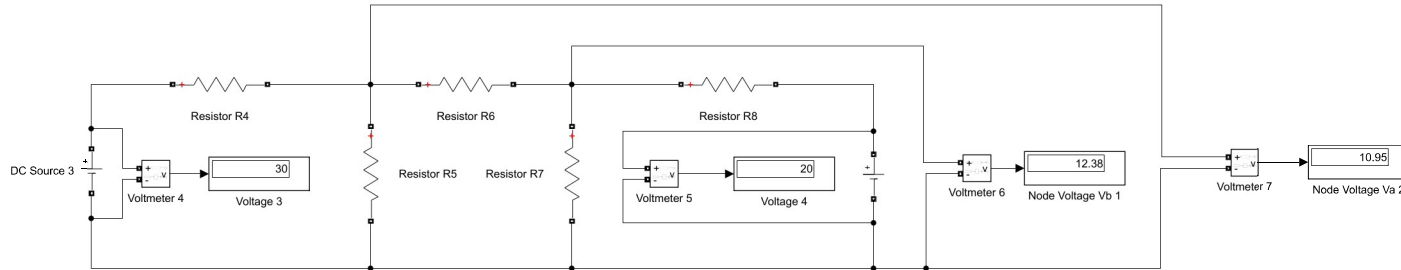 Resistor R4
Resistor R6
Resistor R8
DC Source 3
+
-
v
Voltmeter 4
30
Voltage 3
Resistor R5
Resistor R7
+
-
v
Voltmeter 5
20
Voltage 4
+
-
v
Voltmeter 6
12.38
Node Voltage Vb 1
+
-
v
Voltmeter 7
10.95
Node Voltage Va 2